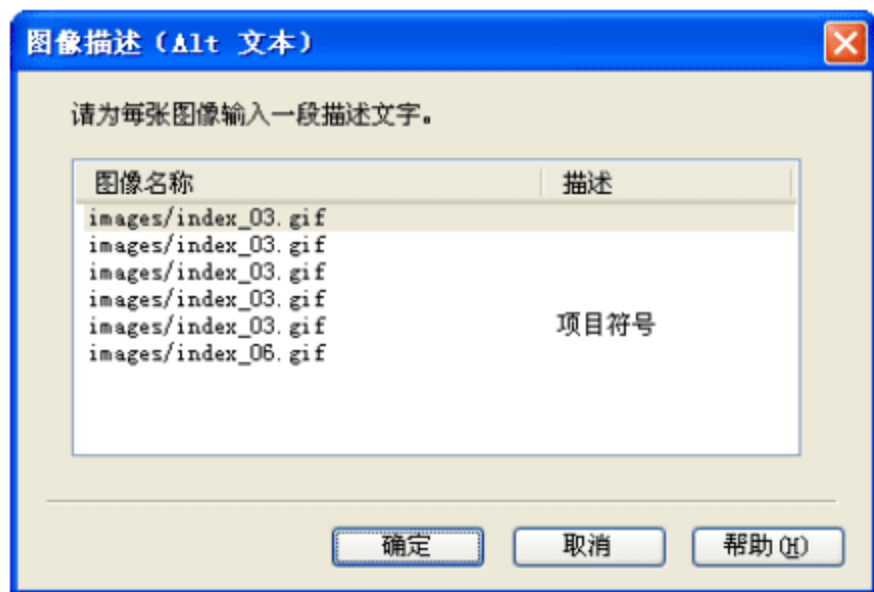 图像描述（Alt 文本）
请为每张图像输入一段描述文字。
图像名称 描述
images/index_03.gif
images/index_03.gif
images/index_03.gif
images/index_03.gif
images/index_03.gif 项目符号
images/index_06.gif
确定 取消 帮助(H)